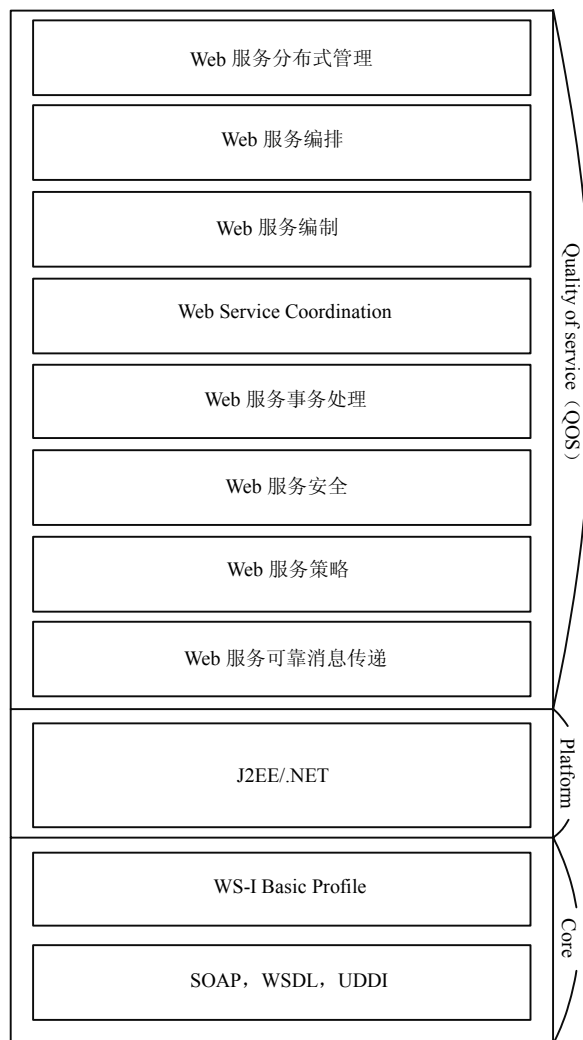 Web 服务分布式管理
Web 服务编排
Web 服务编制
Web Service Coordination
Web 服务事务处理
Web 服务安全
Web 服务策略
Web 服务可靠消息传递
Quality of service（QOS）
J2EE/.NET
Platform
WS-I Basic Profile
SOAP，WSDL，UDDI
Core